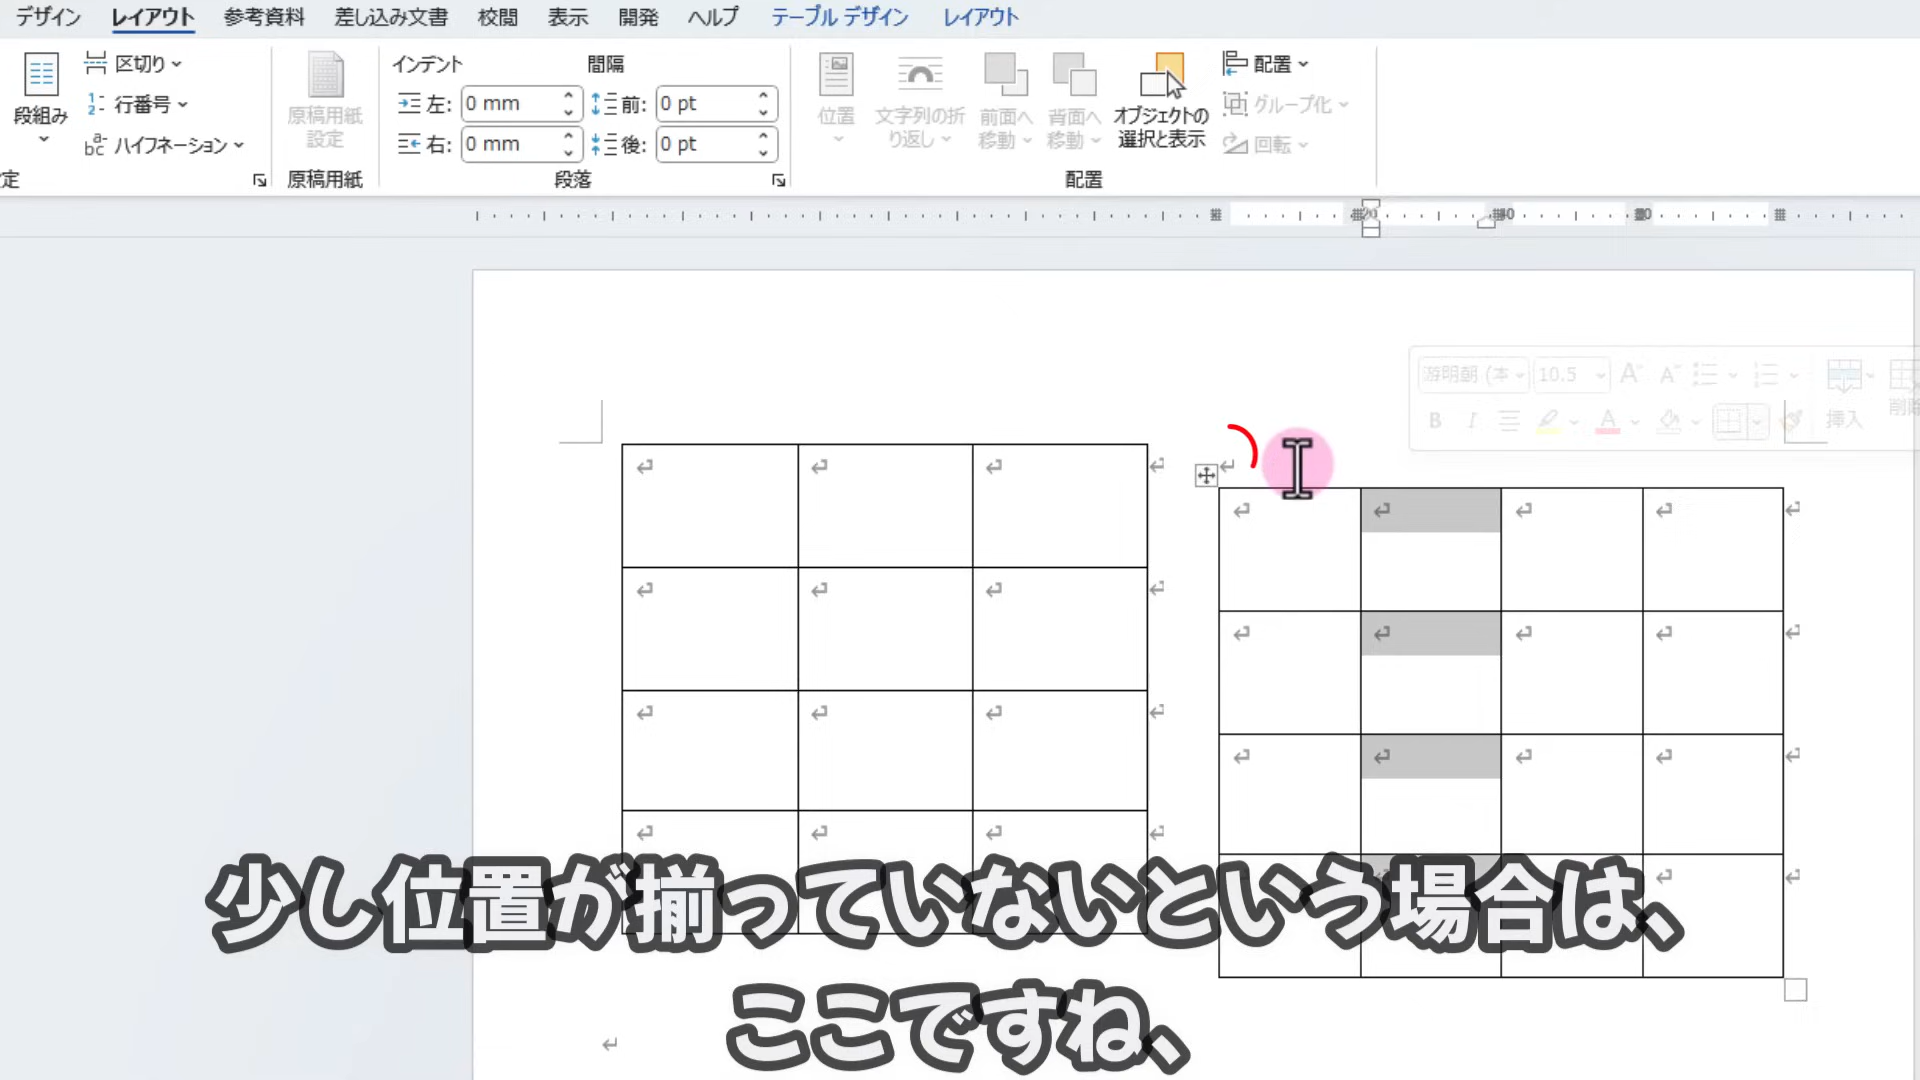 デザイン レイアウト 参考資料 差し込み文書 校閲 表示 開発 ヘルプ テーブル デザイン レイアウト
段組み
区切り
行番号
ハイフネーション
定
原稿用紙
設定
原稿用紙
インデント 間隔
左: 0 mm 前: 0 pt
右: 0 mm 後: 0 pt
段落
位置
文字列の折
り返し
前面へ
移動
背面へ
移動
オブジェクトの
選択と表示
配置
グループ化
回転
配置
游明朝 (本 10.5
B I A
挿入
削除
少し位置が揃っていないという場合は、
ここですね、